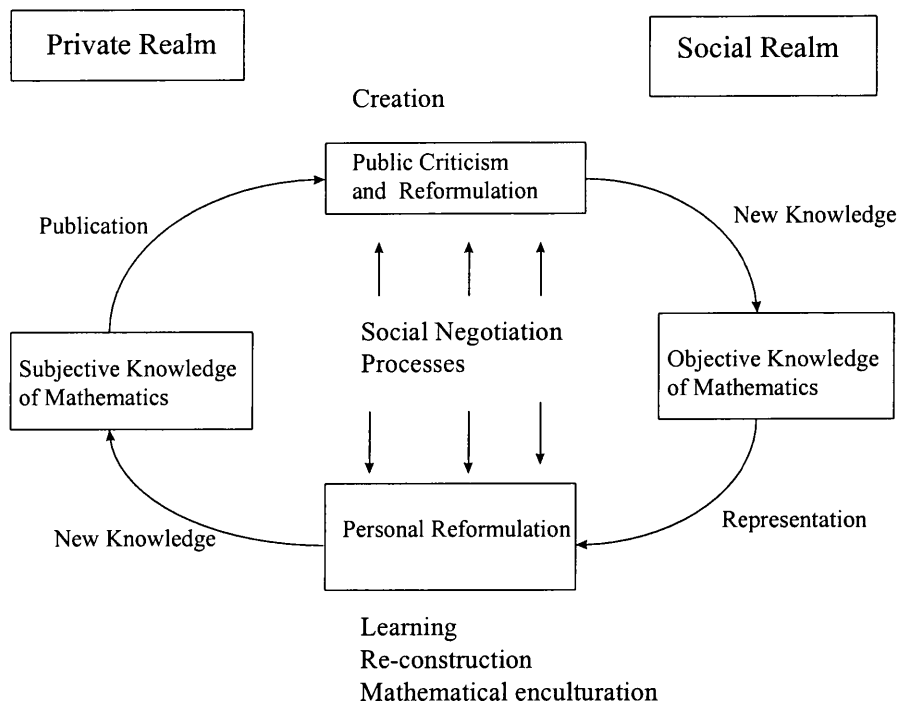 Private Realm
Social Realm
Creation
Public Criticism
and Reformulation
Publication
New Knowledge
Social Negotiation
Processes
Subjective Knowledge
of Mathematics
Objective Knowledge
of Mathematics
Personal Reformulation
Representation
New Knowledge
Learning
Re-construction
Mathematical enculturation